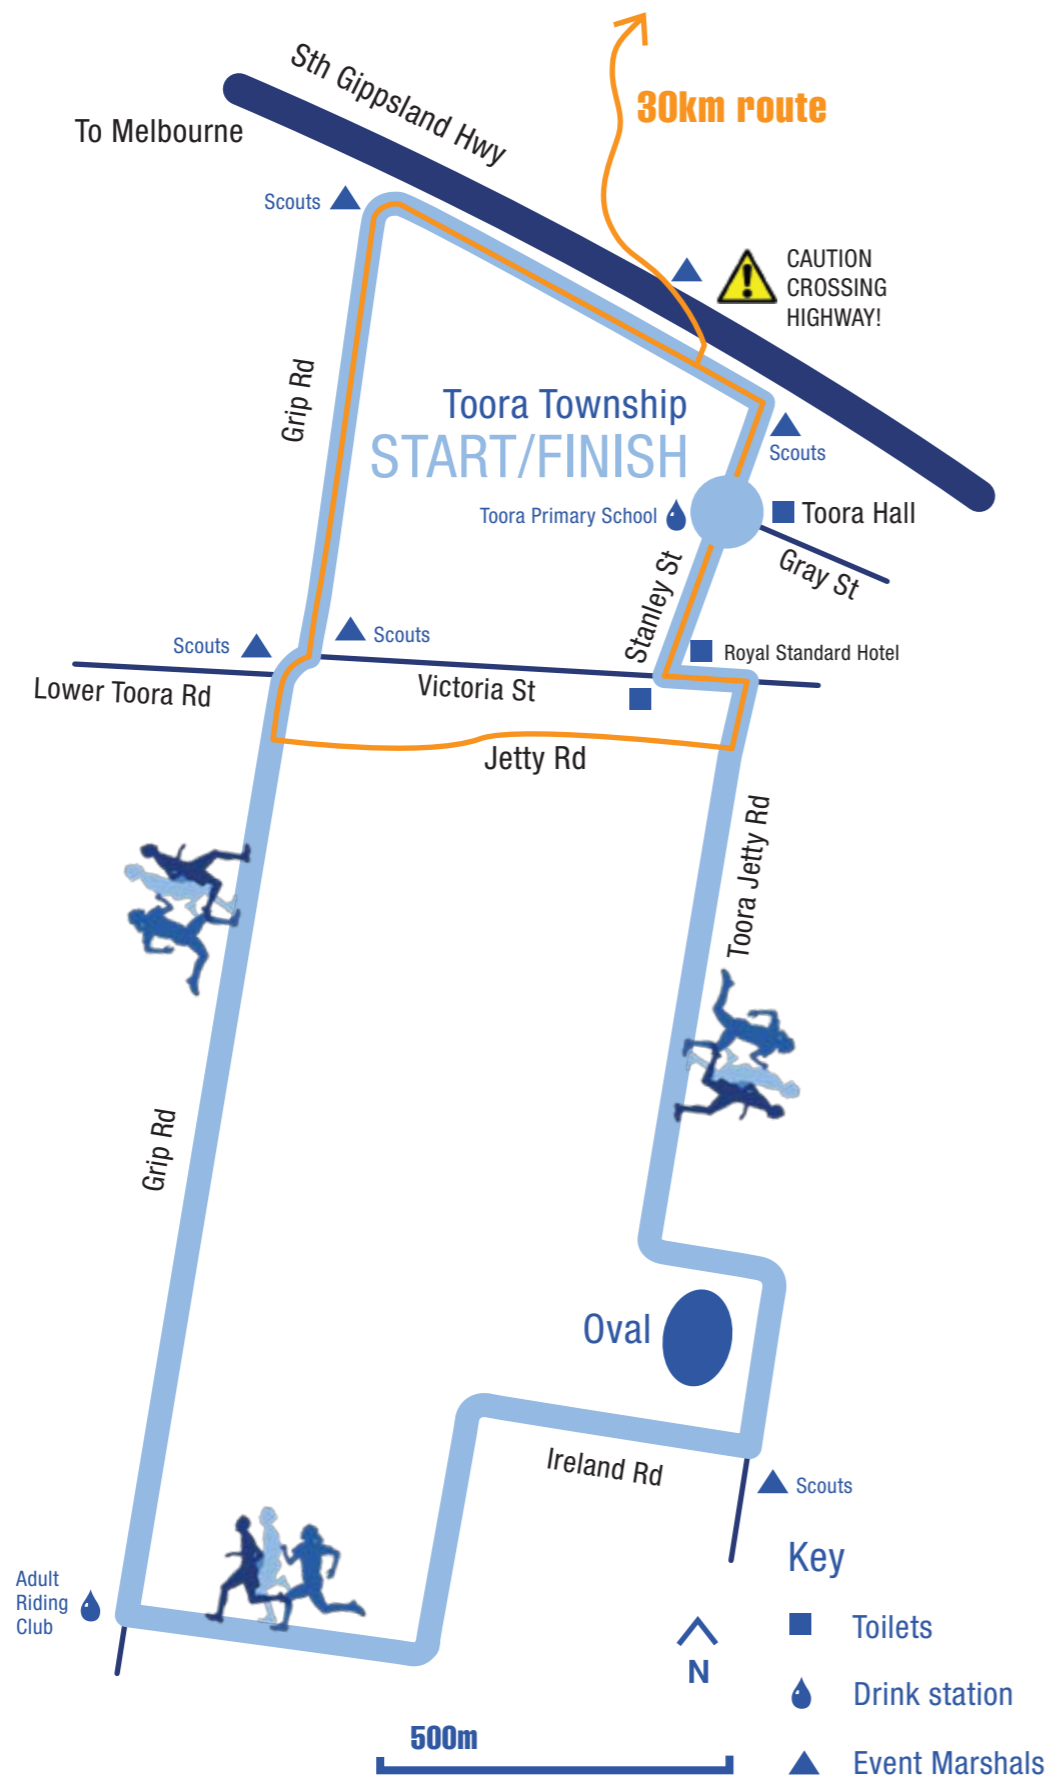 Sth Gippsland Hwy
30km route
To Melbourne
Scouts
CAUTION
CROSSING
HIGHWAY!
Grip Rd
Toora Township
START/FINISH
Scouts
Toora Primary School
Toora Hall
Gray St
Stanley St
Scouts
Scouts
Royal Standard Hotel
Lower Toora Rd
Victoria St
Jetty Rd
Toora Jetty Rd
Grip Rd
Oval
Ireland Rd
Scouts
Adult
Riding
Club
Key
N
Toilets
Drink station
500m
Event Marshals